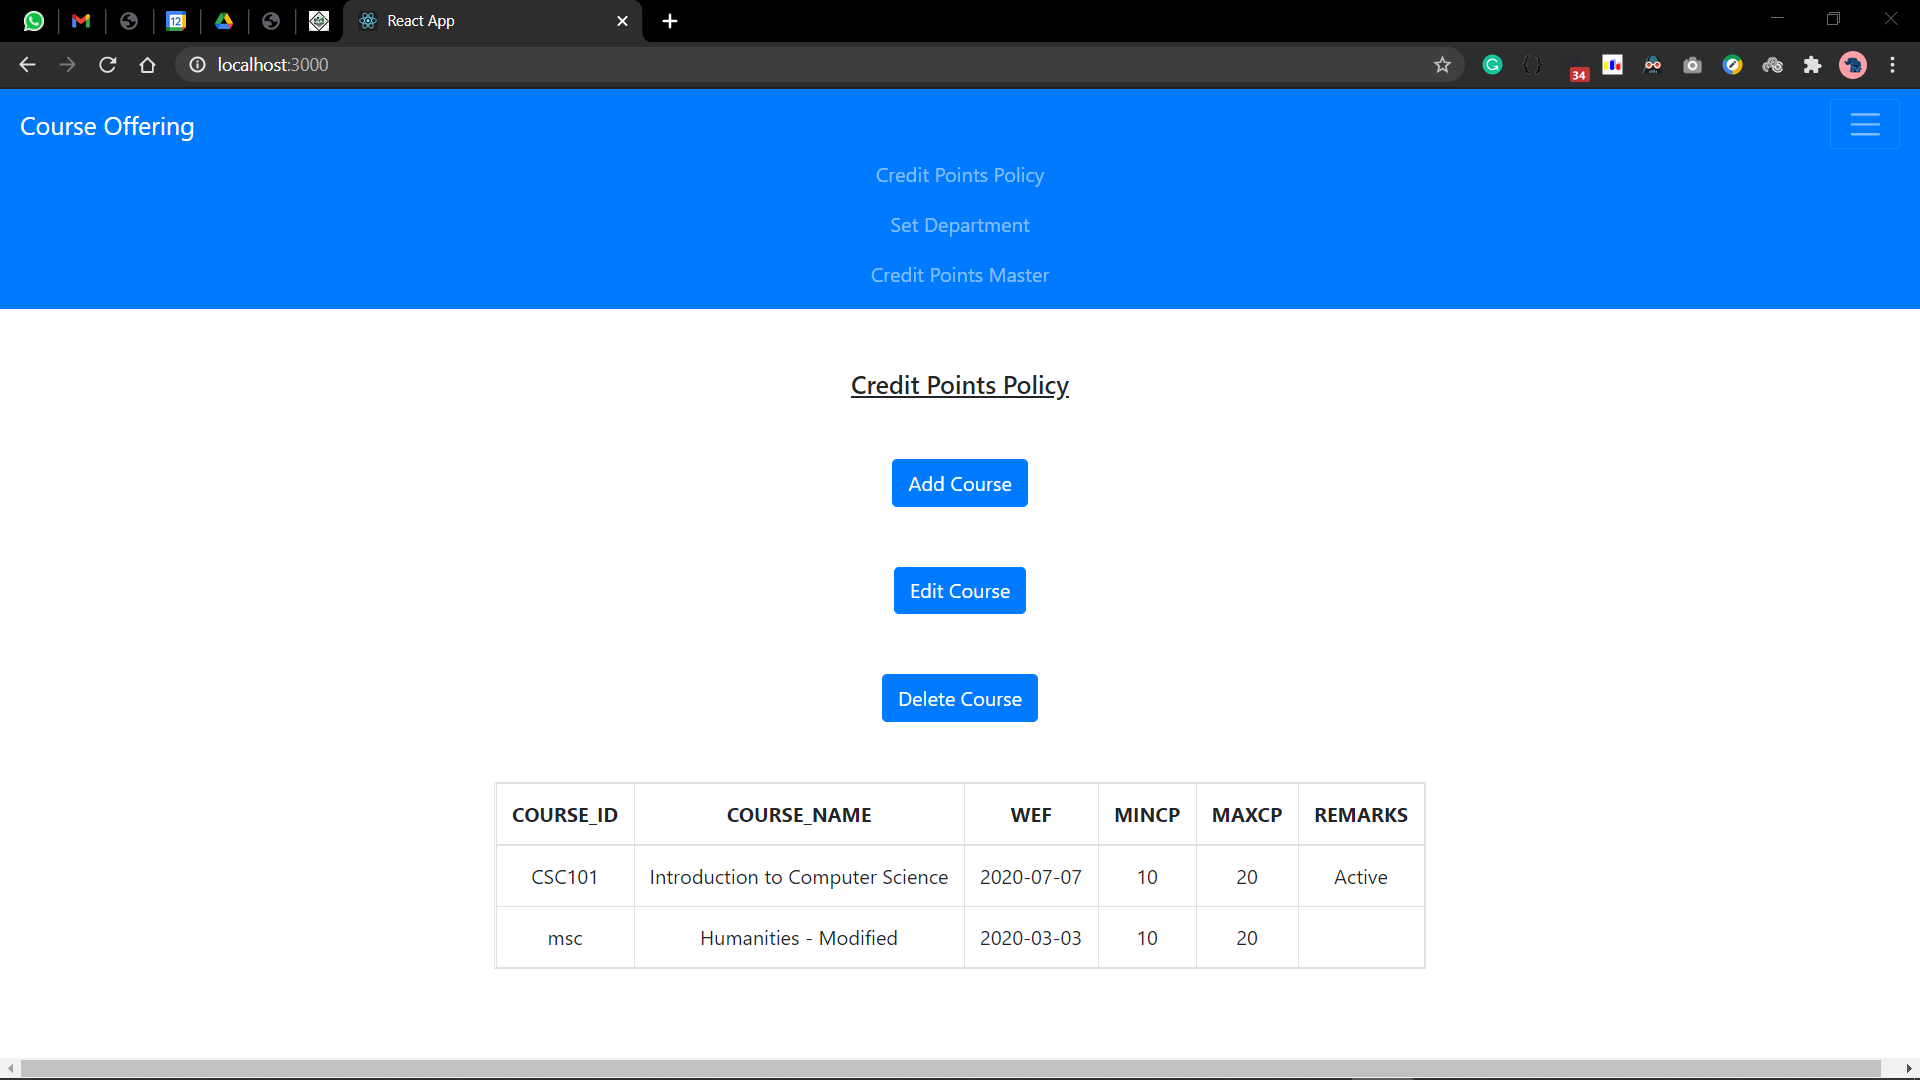 12
React App
localhost:3000
34
Course Offering
Credit Points Policy
Set Department
Credit Points Master
Credit Points Policy
Add Course
Edit Course
Delete Course
COURSE_ID COURSE_NAME WEF MINCP MAXCP REMARKS
CSC101 Introduction to Computer Science 2020-07-07 10 20 Active
msc Humanities - Modified 2020-03-03 10 20